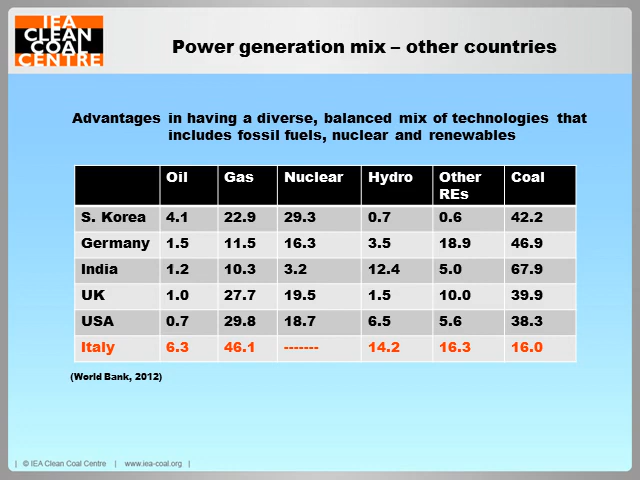 IEA
CLEAN
COAL
CENTRE
Power generation mix – other countries
Advantages in having a diverse, balanced mix of technologies that
includes fossil fuels, nuclear and renewables
Oil Gas Nuclear Hydro Other REs Coal
S. Korea 4.1 22.9 29.3 0.7 0.6 42.2
Germany 1.5 11.5 16.3 3.5 18.9 46.9
India 1.2 10.3 3.2 12.4 5.0 67.9
UK 1.0 27.7 19.5 1.5 10.0 39.9
USA 0.7 29.8 18.7 6.5 5.6 38.3
Italy 6.3 46.1 ------- 14.2 16.3 16.0
(World Bank, 2012)
| © IEA Clean Coal Centre | www.iea-coal.org |